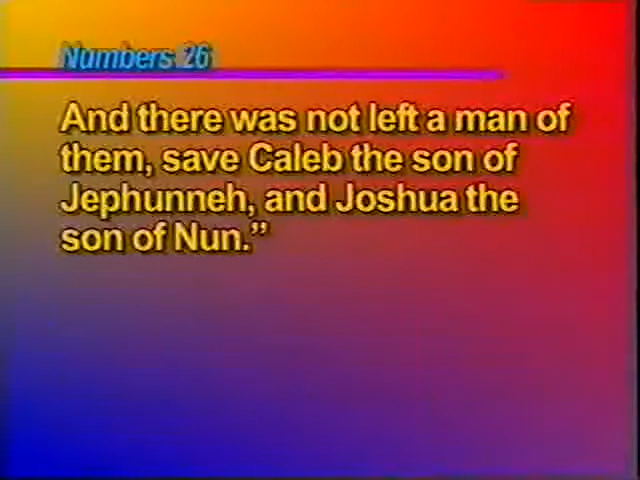 Numbers 26
And there was not left a man of
them, save Caleb the son of
Jephunneh, and Joshua the
son of Nun.”